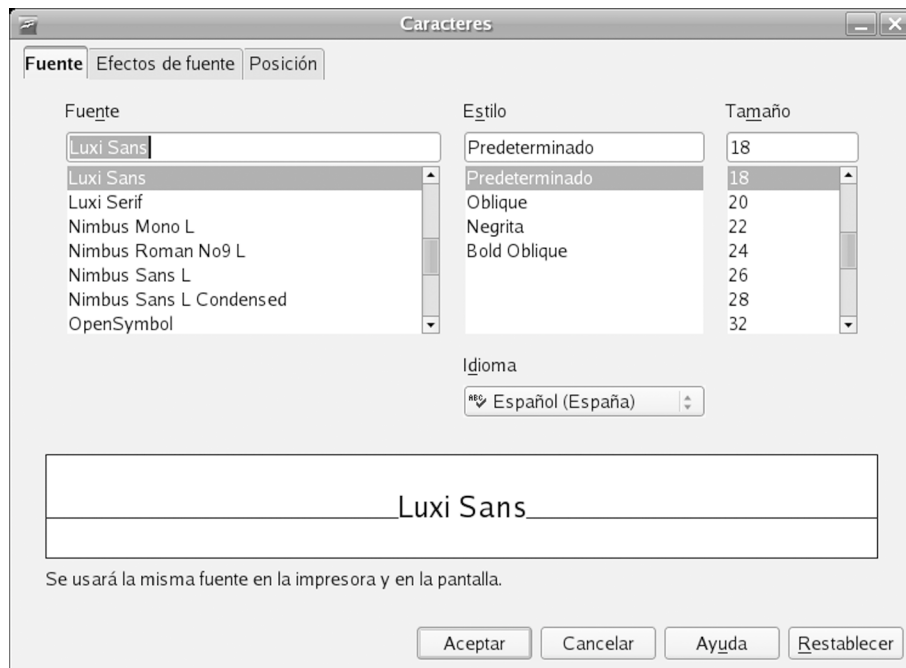 Caracteres
Fuente Efectos de fuente Posición
Fuente Estilo Tamaño
Luxi Sans Predeterminado 18
Luxi Sans Predeterminado 18
Luxi Serif Oblique 20
Nimbus Mono L Negrita 22
Nimbus Roman No9 L Bold Oblique 24
Nimbus Sans L 26
Nimbus Sans L Condensed 28
OpenSymbol 32
Idioma
ABC Español (España)
Luxi Sans
Se usará la misma fuente en la impresora y en la pantalla.
Aceptar Cancelar Ayuda Restablecer